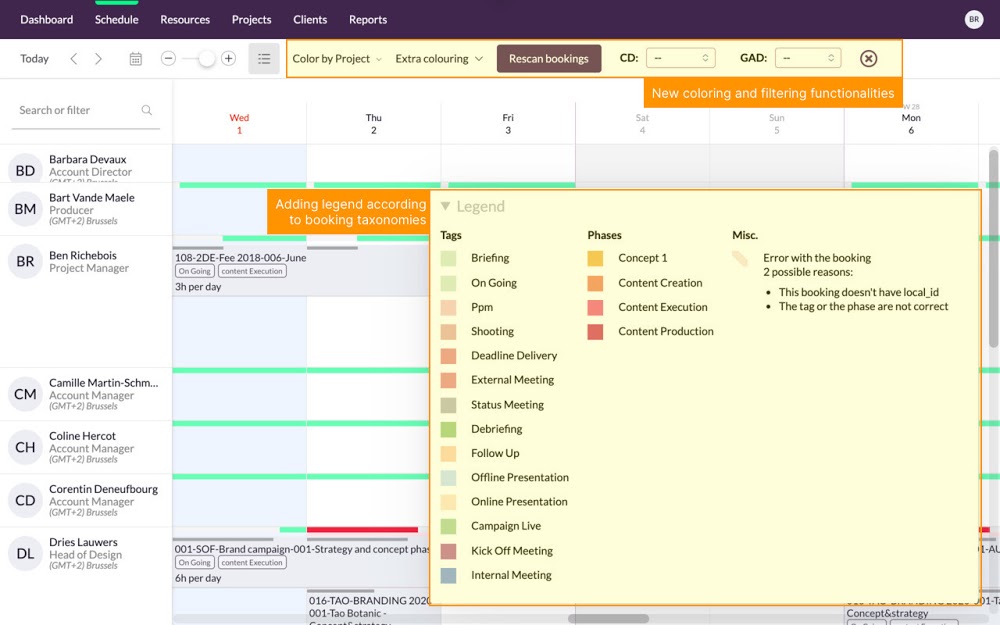 Dashboard Schedule Resources Projects Clients Reports
BR
Today
Color by Project Extra colouring Rescan bookings CD: -- GAD: --
New coloring and filtering functionalities
Search or filter
W 28
Wed Thu Fri Sat Sun Mon
1 2 3 4 5 6
BD
Barbara Devaux
Account Director
(GMT+2) Brussels
BM
Bart Vande Maele
Producer
(GMT+2) Brussels
BR
Ben Richebois
Project Manager
108-2DE-Fee 2018-006-June
On Going content Execution
3h per day
CM
Camille Martin-Schm...
Account Manager
(GMT+2) Brussels
CH
Coline Hercot
Account Manager
(GMT+2) Brussels
CD
Corentin Deneufbourg
Account Manager
(GMT+2) Brussels
DL
Dries Lauwers
Head of Design
(GMT+2) Brussels
001-SOF-Brand campaign-001-Strategy and concept phas
On Going content Execution
6h per day
016-TAO-BRANDING 2020
001-Tao Botanic -
Adding legend according
to booking taxonomies
Legend
Tags
Briefing
On Going
Ppm
Shooting
Deadline Delivery
External Meeting
Status Meeting
Debriefing
Follow Up
Offline Presentation
Online Presentation
Campaign Live
Kick Off Meeting
Internal Meeting
Phases
Concept 1
Content Creation
Content Execution
Content Production
Misc.
Error with the booking
2 possible reasons:
• This booking doesn't have local_id
• The tag or the phase are not correct
Concept&strategy